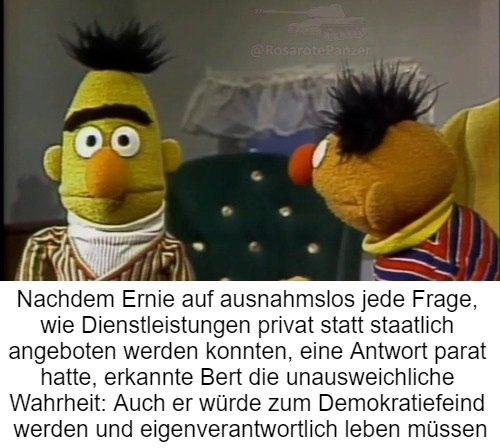 @RosarotePanzer
Nachdem Ernie auf ausnahmslos jede Frage,
wie Dienstleistungen privat statt staatlich
angeboten werden konnten, eine Antwort parat
hatte, erkannte Bert die unausweichliche
Wahrheit: Auch er würde zum Demokratiefeind
werden und eigenverantwortlich leben müssen